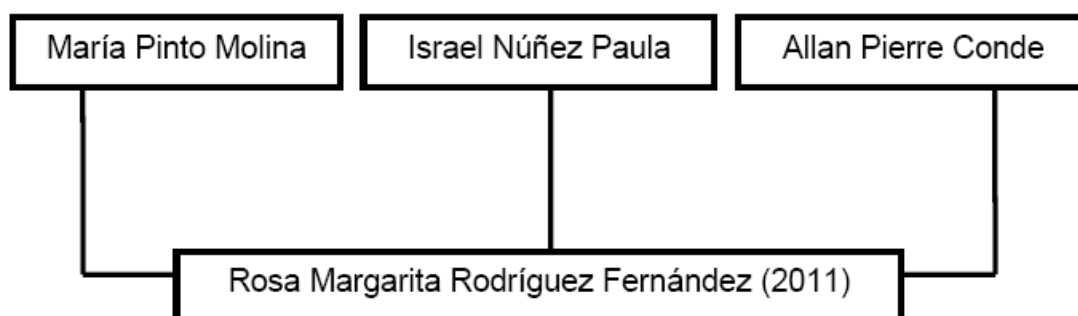 María Pinto Molina
Israel Núñez Paula
Allan Pierre Conde
Rosa Margarita Rodríguez Fernández (2011)